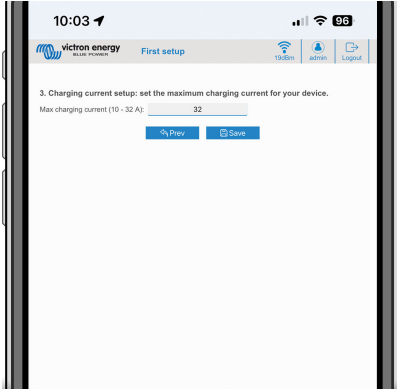 10:03
96
victron energy
BLUE POWER
First setup
19dBm
admin
Logout
3. Charging current setup: set the maximum charging current for your device.
Max charging current (10 - 32 A):
32
Prev
Save